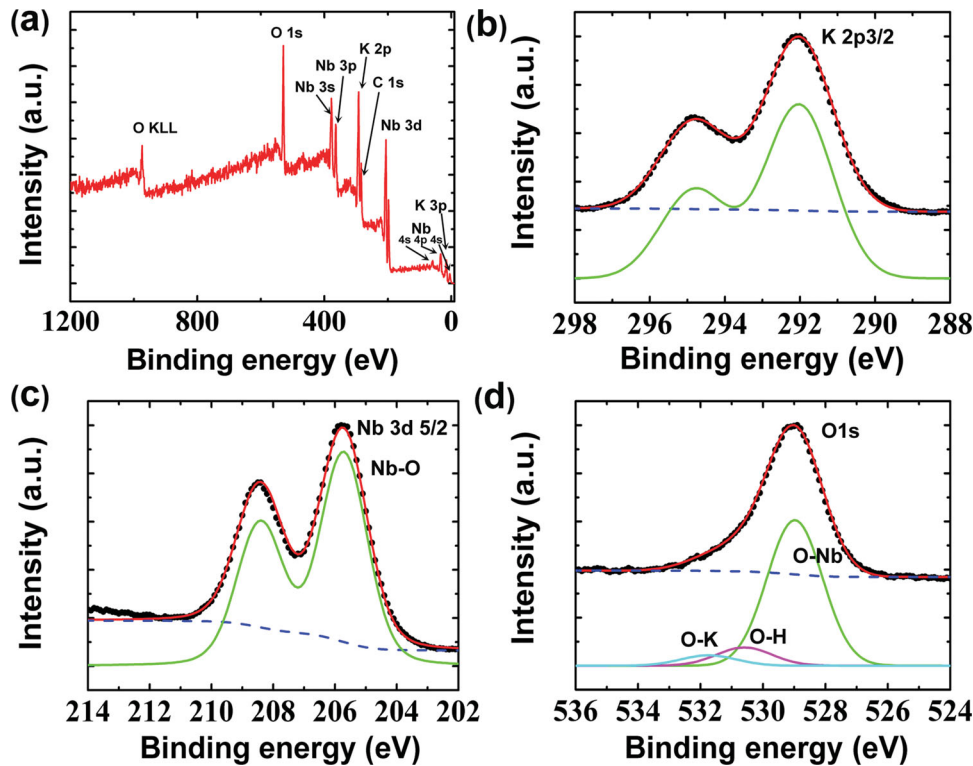 (a)
O 1s
K 2p
Nb 3p
Nb 3s
C 1s
O KLL
Nb 3d
K 3p
Nb
4s 4p 4s
Intensity (a.u.)
1200 800 400 0
Binding energy (eV)
(b)
K 2p3/2
Intensity (a.u.)
298 296 294 292 290 288
Binding energy (eV)
(c)
Nb 3d 5/2
Nb-O
Intensity (a.u.)
214 212 210 208 206 204 202
Binding energy (eV)
(d)
O1s
O-Nb
O-K
O-H
Intensity (a.u.)
536 534 532 530 528 526 524
Binding energy (eV)